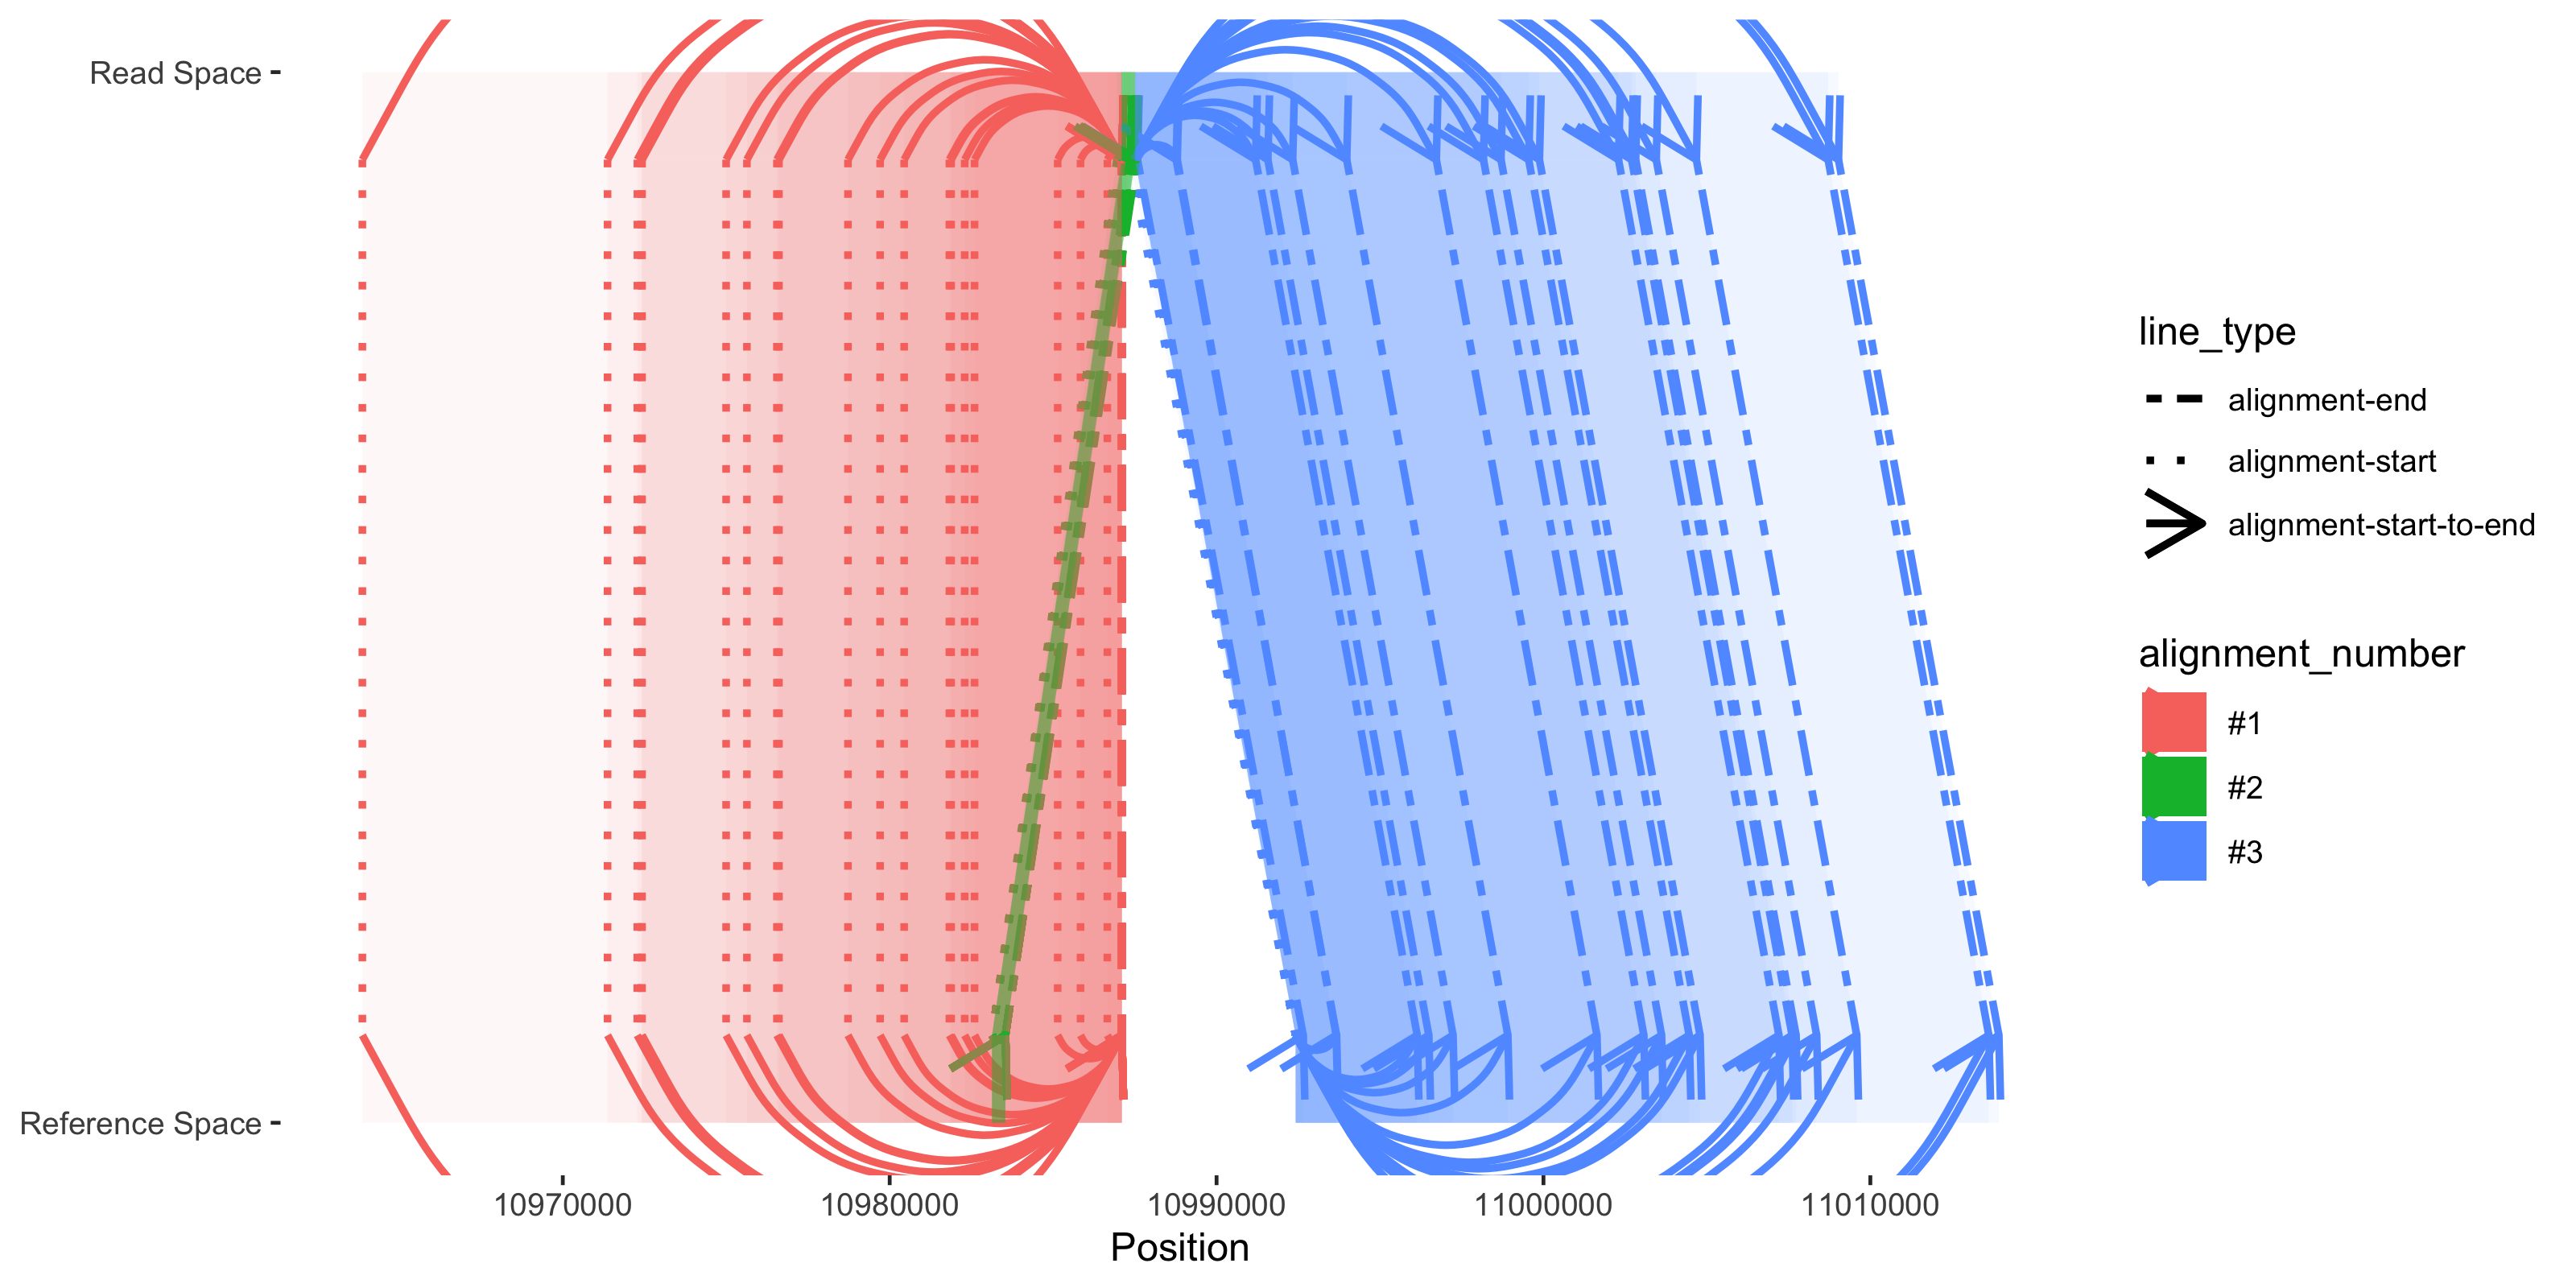 Read Space
Reference Space
10970000
10980000
10990000
11000000
11010000
Position
line_type
alignment-end
alignment-start
alignment-start-to-end
alignment_number
#1
#2
#3